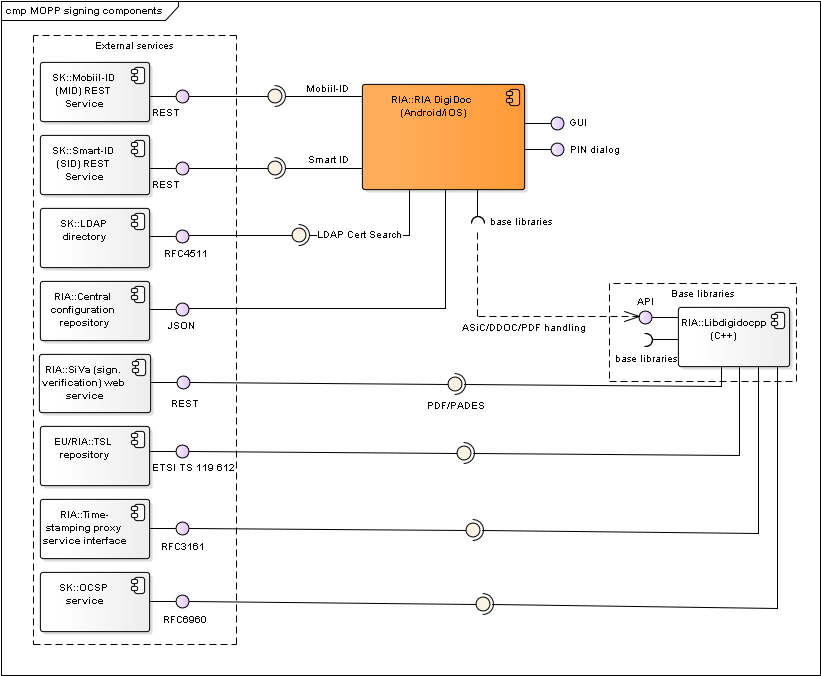 cmp MOPP signing components
External services
SK::Mobiil-ID
(MID) REST
Service
REST
Mobiil-ID
RIA::RIA DigiDoc
(Android/iOS)
GUI
PIN dialog
SK::Smart-ID
(SID) REST
Service
REST
Smart ID
SK::LDAP
directory
RFC4511
LDAP Cert Search
base libraries
RIA::Central
configuration
repository
JSON
ASiC/DDOC/PDF handling
Base libraries
API
RIA::Libdigidocpp
(C++)
base libraries
RIA::SiVa (sign.
verification) web
service
REST
PDF/PADES
EU/RIA::TSL
repository
ETSI TS 119 612
RIA::Time-
stamping proxy
service interface
RFC3161
SK::OCSP
service
RFC6960